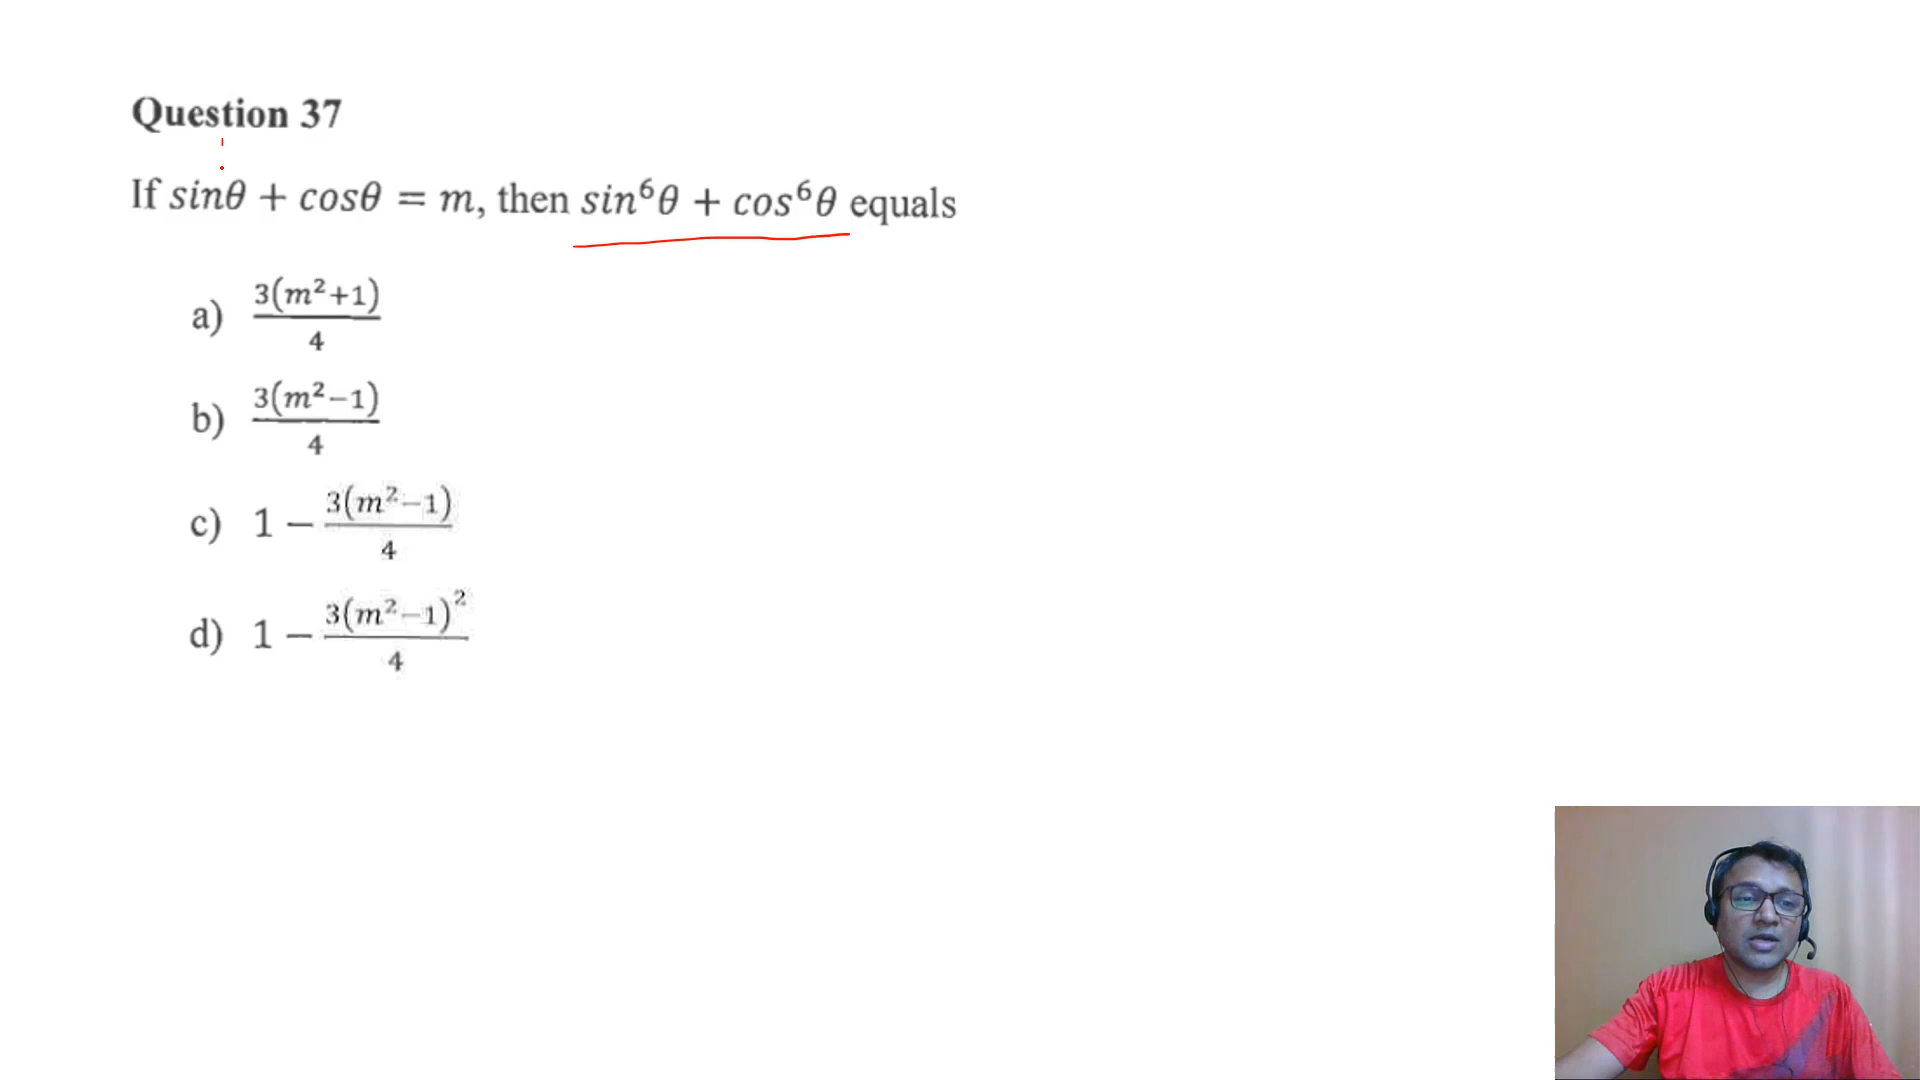 Question 37
If sinθ + cosθ = m, then sin⁶θ + cos⁶θ equals
a) 3(m²+1)/4
b) 3(m²−1)/4
c) 1 − 3(m²−1)/4
d) 1 − 3(m²−1)²/4